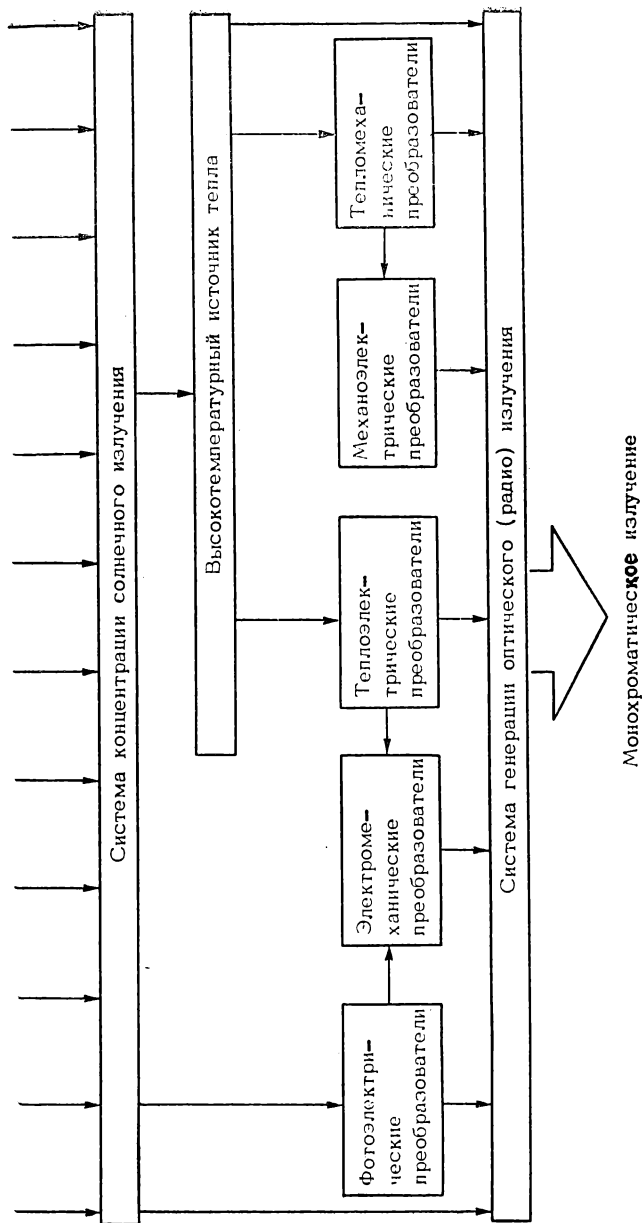 Система концентрации солнечного излучения
Высокотемпературный источник тепла
Фотоэлектри-
ческие
преобразователи
Электроме-
ханические
преобразователи
Теплоэлек-
трические
преобразователи
Механоэлек-
трические
преобразователи
Тепломеха-
нические
преобразователи
Система генерации оптического (радио) излучения
Монохроматическое излучение